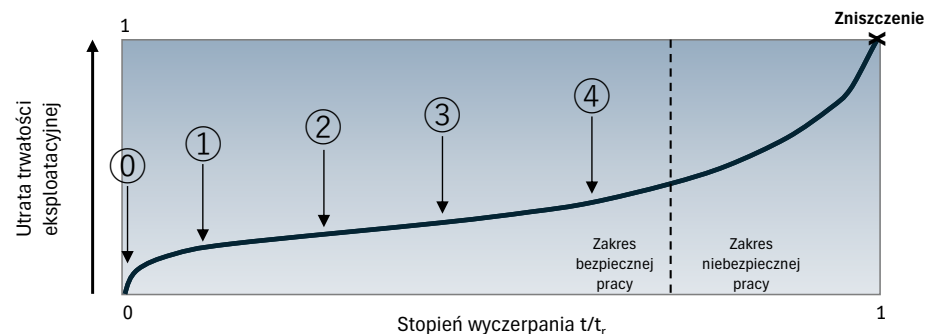 Zniszczenie
1
Utrata trwałości
eksploatacyjnej
0
1
2
3
4
Zakres
bezpiecznej
pracy
Zakres
niebezpiecznej
pracy
0
1
Stopień wyczerpania t/tr